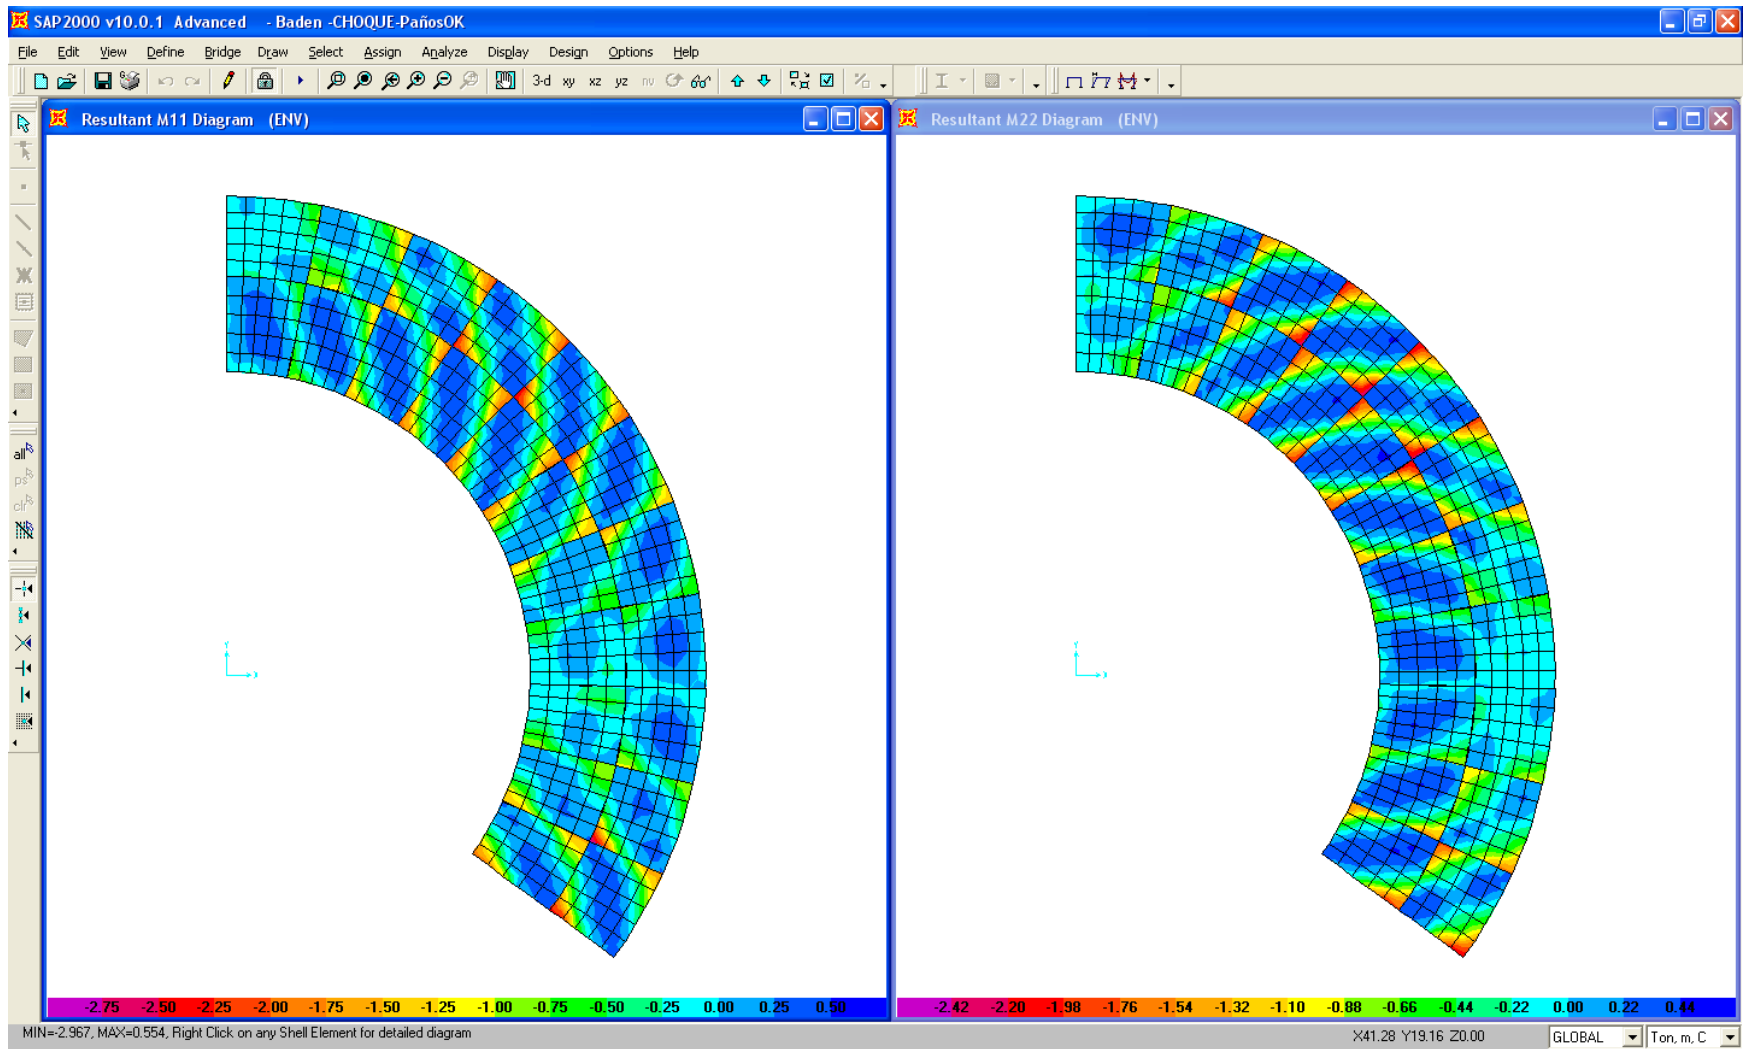 SAP2000 v10.0.1 Advanced - Baden -CHOQUE-PañosOK
File Edit View Define Bridge Draw Select Assign Analyze Display Design Options Help
3-d xy xz yz nv
Resultant M11 Diagram (ENV)
Resultant M22 Diagram (ENV)
all
ps
clr
Y
X
Y
X
-2.75 -2.50 -2.25 -2.00 -1.75 -1.50 -1.25 -1.00 -0.75 -0.50 -0.25 0.00 0.25 0.50
-2.42 -2.20 -1.98 -1.76 -1.54 -1.32 -1.10 -0.88 -0.66 -0.44 -0.22 0.00 0.22 0.44
MIN=-2.967, MAX=0.554, Right Click on any Shell Element for detailed diagram
X41.28 Y19.16 Z0.00
GLOBAL
Ton, m, C